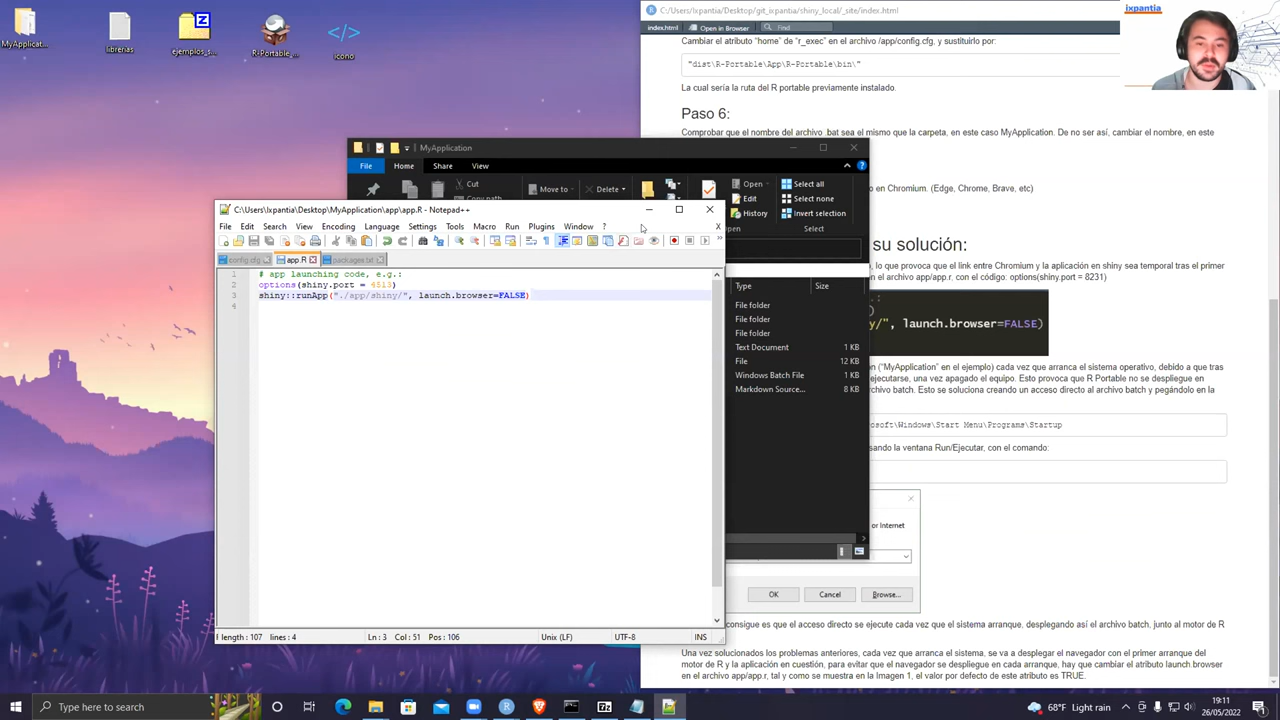 duplicati...
librerias
ejemplos_s...
R-Portable
icono
C:/Users/Ixpantia/Desktop/git_ixpantia/shiny_local/_site/index.html
index.html
Open in Browser
Find
ixpantia
Cambiar el atributo “home” de “r_exec” en el archivo /app/config.cfg, y sustituirlo por:
"dist\R-Portable\App\R-Portable\bin\"
La cual sería la ruta del R portable previamente instalado.
Paso 6:
Comprobar que el nombre del archivo .bat sea el mismo que la carpeta, en este caso MyApplication. De no ser así, cambiar el nombre, en este
o en Chromium. (Edge, Chrome, Brave, etc)
su solución:
, lo que provoca que el link entre Chromium y la aplicación en shiny sea temporal tras el primer
en el archivo app/app.r, con el código: options(shiny.port = 8231)
y/", launch.browser=FALSE)
n (“MyApplication” en el ejemplo) cada vez que arranca el sistema operativo, debido a que tras
ejecutarse, una vez apagado el equipo. Esto provoca que R Portable no se despliegue en
rchivo batch. Esto se soluciona creando un acceso directo al archivo batch y pegándolo en la
osoft\Windows\Start Menu\Programs\Startup
sando la ventana Run/Ejecutar, con el comando:
or Internet
OK Cancel Browse...
consigue es que el acceso directo se ejecute cada vez que el sistema arranque, desplegando así el archivo batch, junto al motor de R
Una vez solucionados los problemas anteriores, cada vez que arranca el sistema, se va a desplegar el navegador con el primer arranque del
motor de R y la aplicación en cuestión, para evitar que el navegador se despliegue en cada arranque, hay que cambiar el atributo launch.browser
en el archivo app/app.r, tal y como se muestra en la Imagen 1, el valor por defecto de este atributo es TRUE.
MyApplication
File Home Share View
Cut
Copy path
Move to
Delete
Open
Edit
History
Select all
Select none
Invert selection
Open
Select
Type Size
File folder
File folder
File folder
Text Document 1 KB
File 12 KB
Windows Batch File 1 KB
Markdown Source... 8 KB
C:\Users\Ixpantia\Desktop\MyApplication\app\app.R - Notepad++
File Edit Search View Encoding Language Settings Tools Macro Run Plugins Window ? X
config.cfg app.R packages.txt
1 # app launching code, e.g.:
2 options(shiny.port = 4513)
3 shiny::runApp("./app/shiny/", launch.browser=FALSE)
4
length : 107 lines : 4 Ln : 3 Col : 51 Pos : 106 Unix (LF) UTF-8 INS
Type here to search
68°F Light rain
19:11
26/05/2022